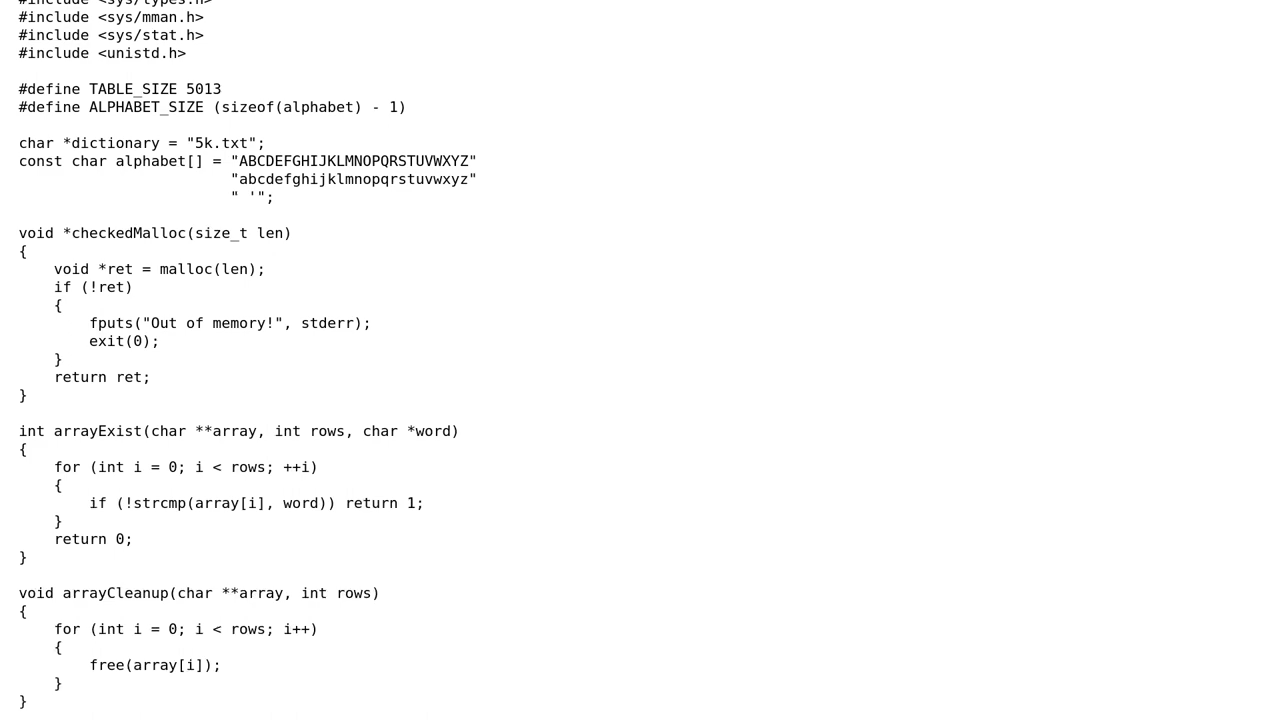 #include <sys/types.h>
#include <sys/mman.h>
#include <sys/stat.h>
#include <unistd.h>

#define TABLE_SIZE 5013
#define ALPHABET_SIZE (sizeof(alphabet) - 1)

char *dictionary = "5k.txt";
const char alphabet[] = "ABCDEFGHIJKLMNOPQRSTUVWXYZ"
                        "abcdefghijklmnopqrstuvwxyz"
                        " '";

void *checkedMalloc(size_t len)
{
    void *ret = malloc(len);
    if (!ret)
    {
        fputs("Out of memory!", stderr);
        exit(0);
    }
    return ret;
}

int arrayExist(char **array, int rows, char *word)
{
    for (int i = 0; i < rows; ++i)
    {
        if (!strcmp(array[i], word)) return 1;
    }
    return 0;
}

void arrayCleanup(char **array, int rows)
{
    for (int i = 0; i < rows; i++)
    {
        free(array[i]);
    }
}